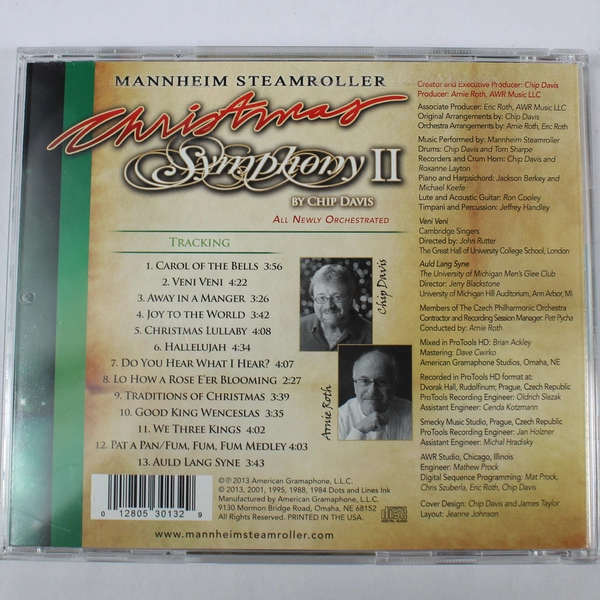 MANNHEIM STEAMROLLER
Christmas
Symphony II
BY CHIP DAVIS
ALL NEWLY ORCHESTRATED
TRACKING
1. CAROL OF THE BELLS 3:56
2. VENI VENI 4:22
3. AWAY IN A MANGER 3:26
4. JOY TO THE WORLD 3:42
5. CHRISTMAS LULLABY 4:08
6. HALLELUJAH 4:34
7. DO YOU HEAR WHAT I HEAR? 4:07
8. LO HOW A ROSE E'ER BLOOMING 2:27
9. TRADITIONS OF CHRISTMAS 3:39
10. GOOD KING WENCESLAS 3:35
11. WE THREE KINGS 4:02
12. PAT A PAN/FUM, FUM, FUM MEDLEY 4:03
13. AULD LANG SYNE 3:43
Chip Davis
Arnie Roth
0 12805 30132 9
©℗ 2013 American Gramaphone, L.L.C.
© 2013, 2001, 1995, 1988, 1984 Dots and Lines Ink
Manufactured by American Gramaphone, L.L.C.
9130 Mormon Bridge Road, Omaha, NE 68152
All Rights Reserved. PRINTED IN THE USA.
COMPACT
disc
DIGITAL AUDIO
www.mannheimsteamroller.com
Creator and Executive Producer: Chip Davis
Producer: Arnie Roth, AWR Music LLC
Associate Producer: Eric Roth, AWR Music LLC
Original Arrangements by: Chip Davis
Orchestra Arrangements by: Arnie Roth, Eric Roth
Music Performed by: Mannheim Steamroller
Drums: Chip Davis and Tom Sharpe
Recorders and Crum Horn: Chip Davis and
Roxanne Layton
Piano and Harpsichord: Jackson Berkey and
Michael Keefe
Lute and Acoustic Guitar: Ron Cooley
Timpani and Percussion: Jeffrey Handley
Veni Veni
Cambridge Singers
Directed by: John Rutter
The Great Hall of University College School, London
Auld Lang Syne
The University of Michigan Men's Glee Club
Director: Jerry Blackstone
University of Michigan Hill Auditorium, Ann Arbor, MI
Members of The Czech Philharmonic Orchestra
Contractor and Recording Session Manager: Petr Pycha
Conducted by: Arnie Roth
Mixed in ProTools HD: Brian Ackley
Mastering: Dave Cwirko
American Gramaphone Studios, Omaha, NE
Recorded in ProTools HD format at:
Dvorak Hall, Rudolfinum; Prague, Czech Republic
ProTools Recording Engineer: Oldrich Slezak
Assistant Engineer: Cenda Kotzmann
Smecky Music Studio, Prague, Czech Republic
ProTools Recording Engineer: Jan Holzner
Assistant Engineer: Michal Hradisky
AWR Studio, Chicago, Illinois
Engineer: Mathew Prock
Digital Sequence Programming: Mat Prock,
Chris Szuberla, Eric Roth, Chip Davis
Cover Design: Chip Davis and James Taylor
Layout: Jeanne Johnson